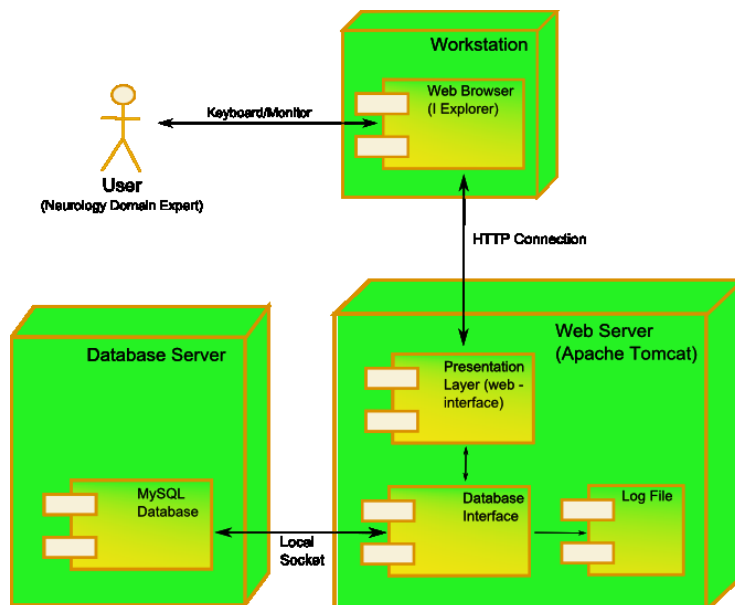 Workstation
Web Browser
(I Explorer)
Keyboard/Monitor
User
(Neurology Domain Expert)
HTTP Connection
Database Server
Web Server
(Apache Tomcat)
Presentation
Layer (web -
interface)
MySQL
Database
Database
Interface
Log File
Local
Socket